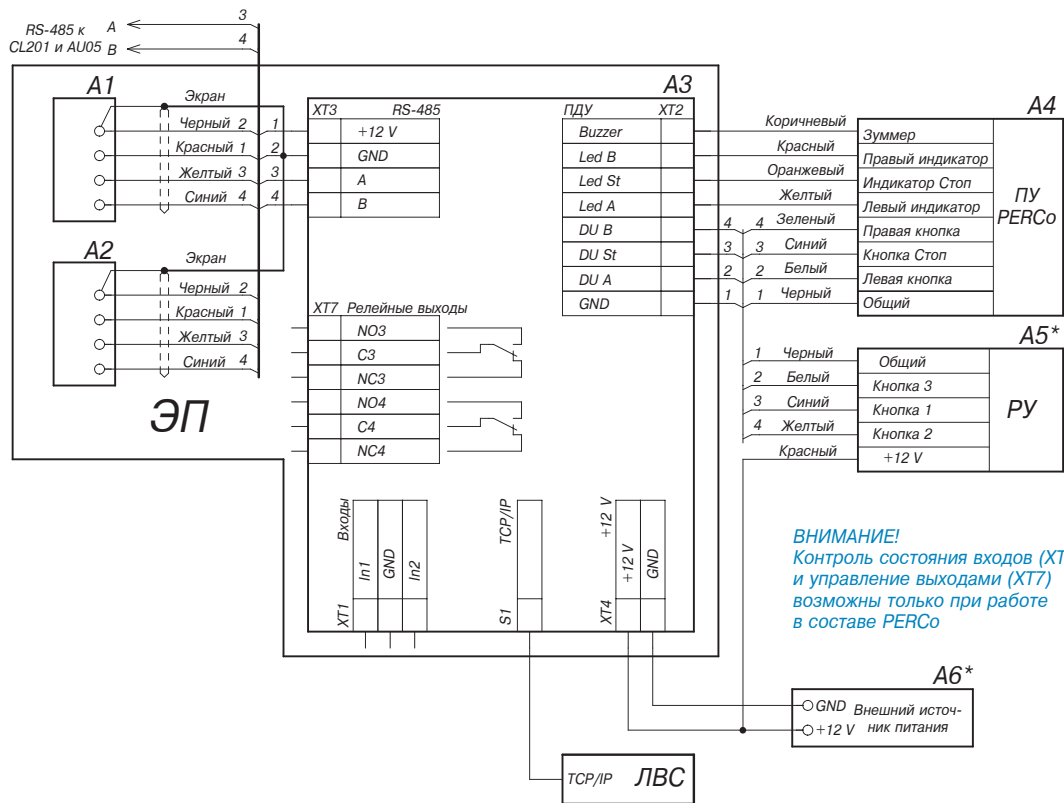 RS-485 к
CL201 и AU05
A
3
B
4
A1
Экран
Черный 2 1
Красный 1 2
Желтый 3 3
Синий 4 4
A2
Экран
Черный 2
Красный 1
Желтый 3
Синий 4
ЭП
A3
XT3 RS-485
+12 V
GND
A
B
ПДУ XT2
Buzzer
Led B
Led St
Led A
DU B
DU St
DU A
GND
XT7 Релейные выходы
NO3
C3
NC3
NO4
C4
NC4
XT1
Входы
In1
GND
In2
S1
TCP/IP
XT4
+12 V
+12 V
GND
A4
Коричневый
Красный
Оранжевый
Желтый
4 4 Зеленый
3 3 Синий
2 2 Белый
1 1 Черный
Зуммер
Правый индикатор
Индикатор Стоп
Левый индикатор
Правая кнопка
Кнопка Стоп
Левая кнопка
Общий
ПУ
PERCo
A5*
1 Черный Общий
2 Белый Кнопка 3
3 Синий Кнопка 1
4 Желтый Кнопка 2
Красный +12 V
РУ
ВНИМАНИЕ!
Контроль состояния входов (XT
и управление выходами (XT7)
возможны только при работе
в составе PERCo
A6*
GND
+12 V
Внешний источ-
ник питания
TCP/IP ЛВС